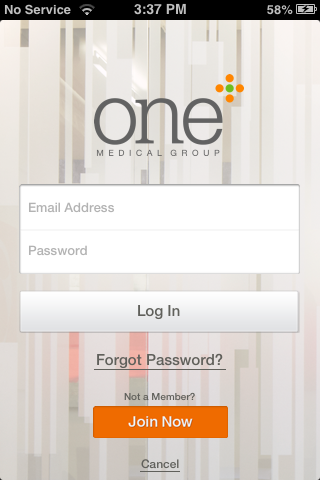 No Service 3:37 PM 58%
one
MEDICAL GROUP
Email Address
Password
Log In
Forgot Password?
Not a Member?
Join Now
Cancel